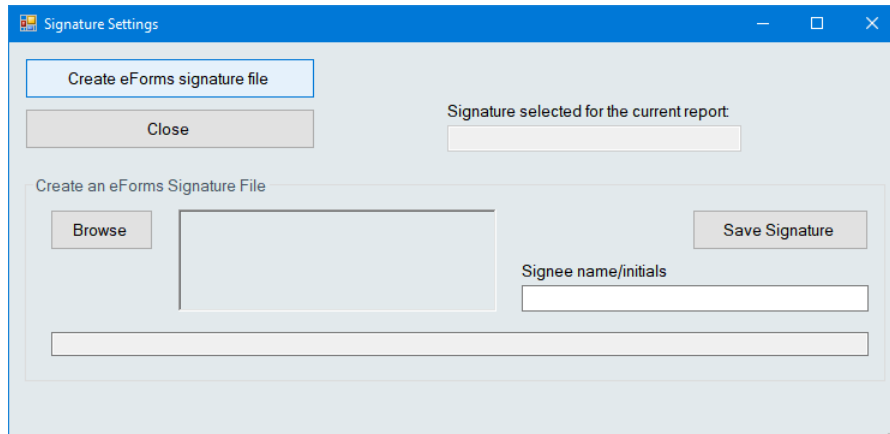 Signature Settings
Create eForms signature file
Close
Signature selected for the current report:
Create an eForms Signature File
Browse
Save Signature
Signee name/initials